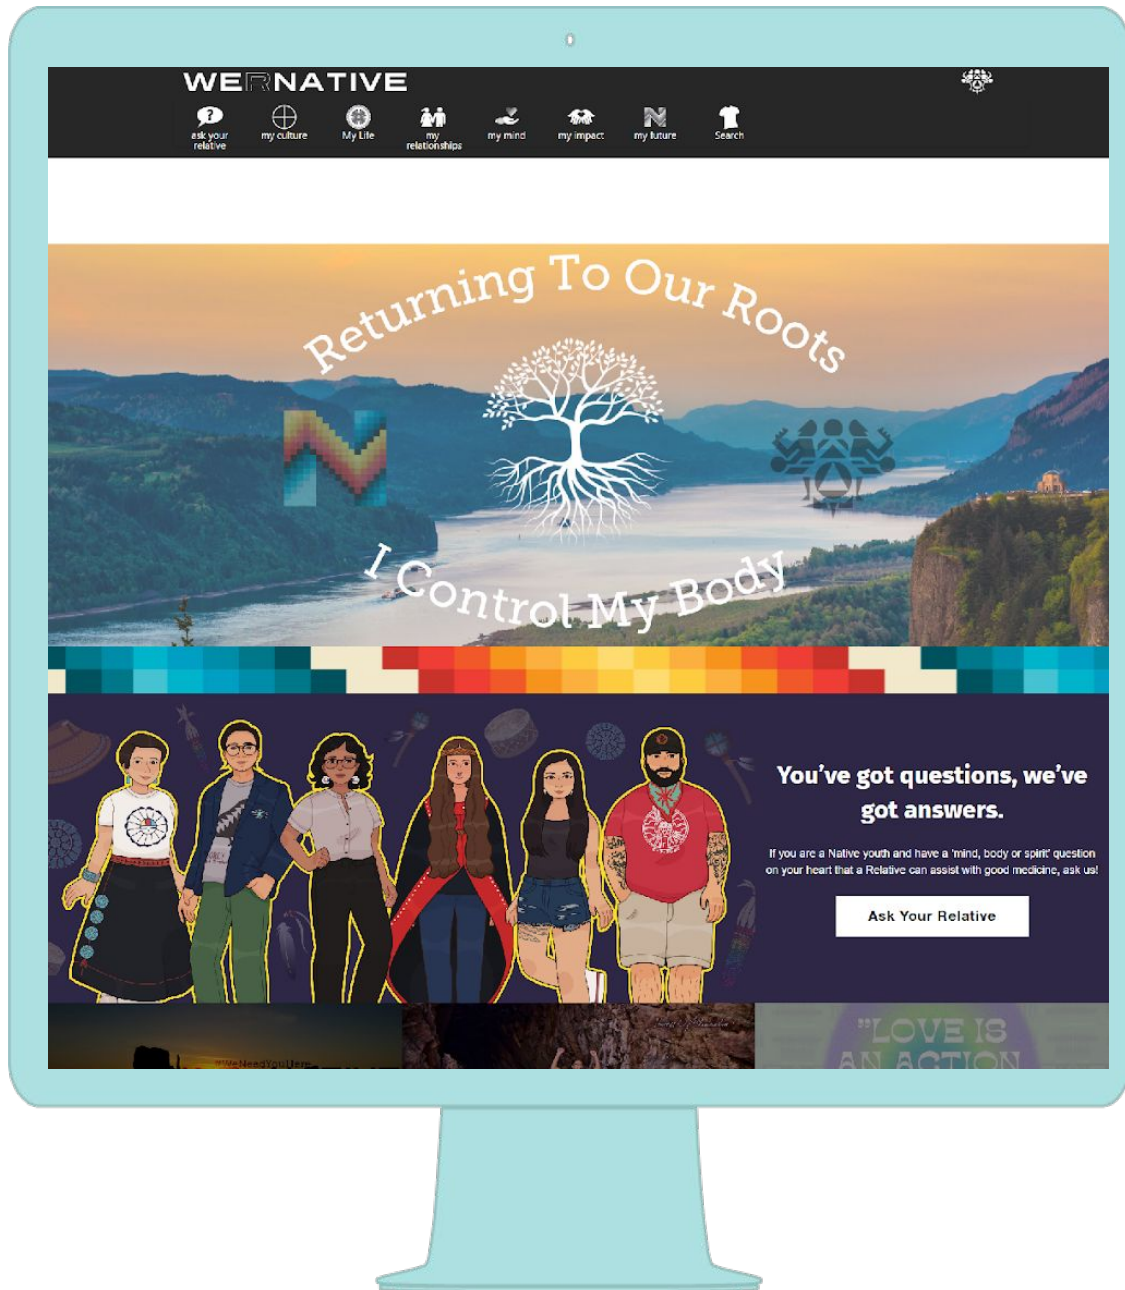 WERNATIVE
?
ask your
relative
my culture
My Life
my
relationships
my mind
my impact
my future
Search
Returning To Our Roots
N
I Control My Body
You've got questions, we've
got answers.
If you are a Native youth and have a 'mind, body or spirit' question
on your heart that a Relative can assist with good medicine, ask us!
Ask Your Relative
#WeNeedYouHere
"LOVE IS
AN ACTION